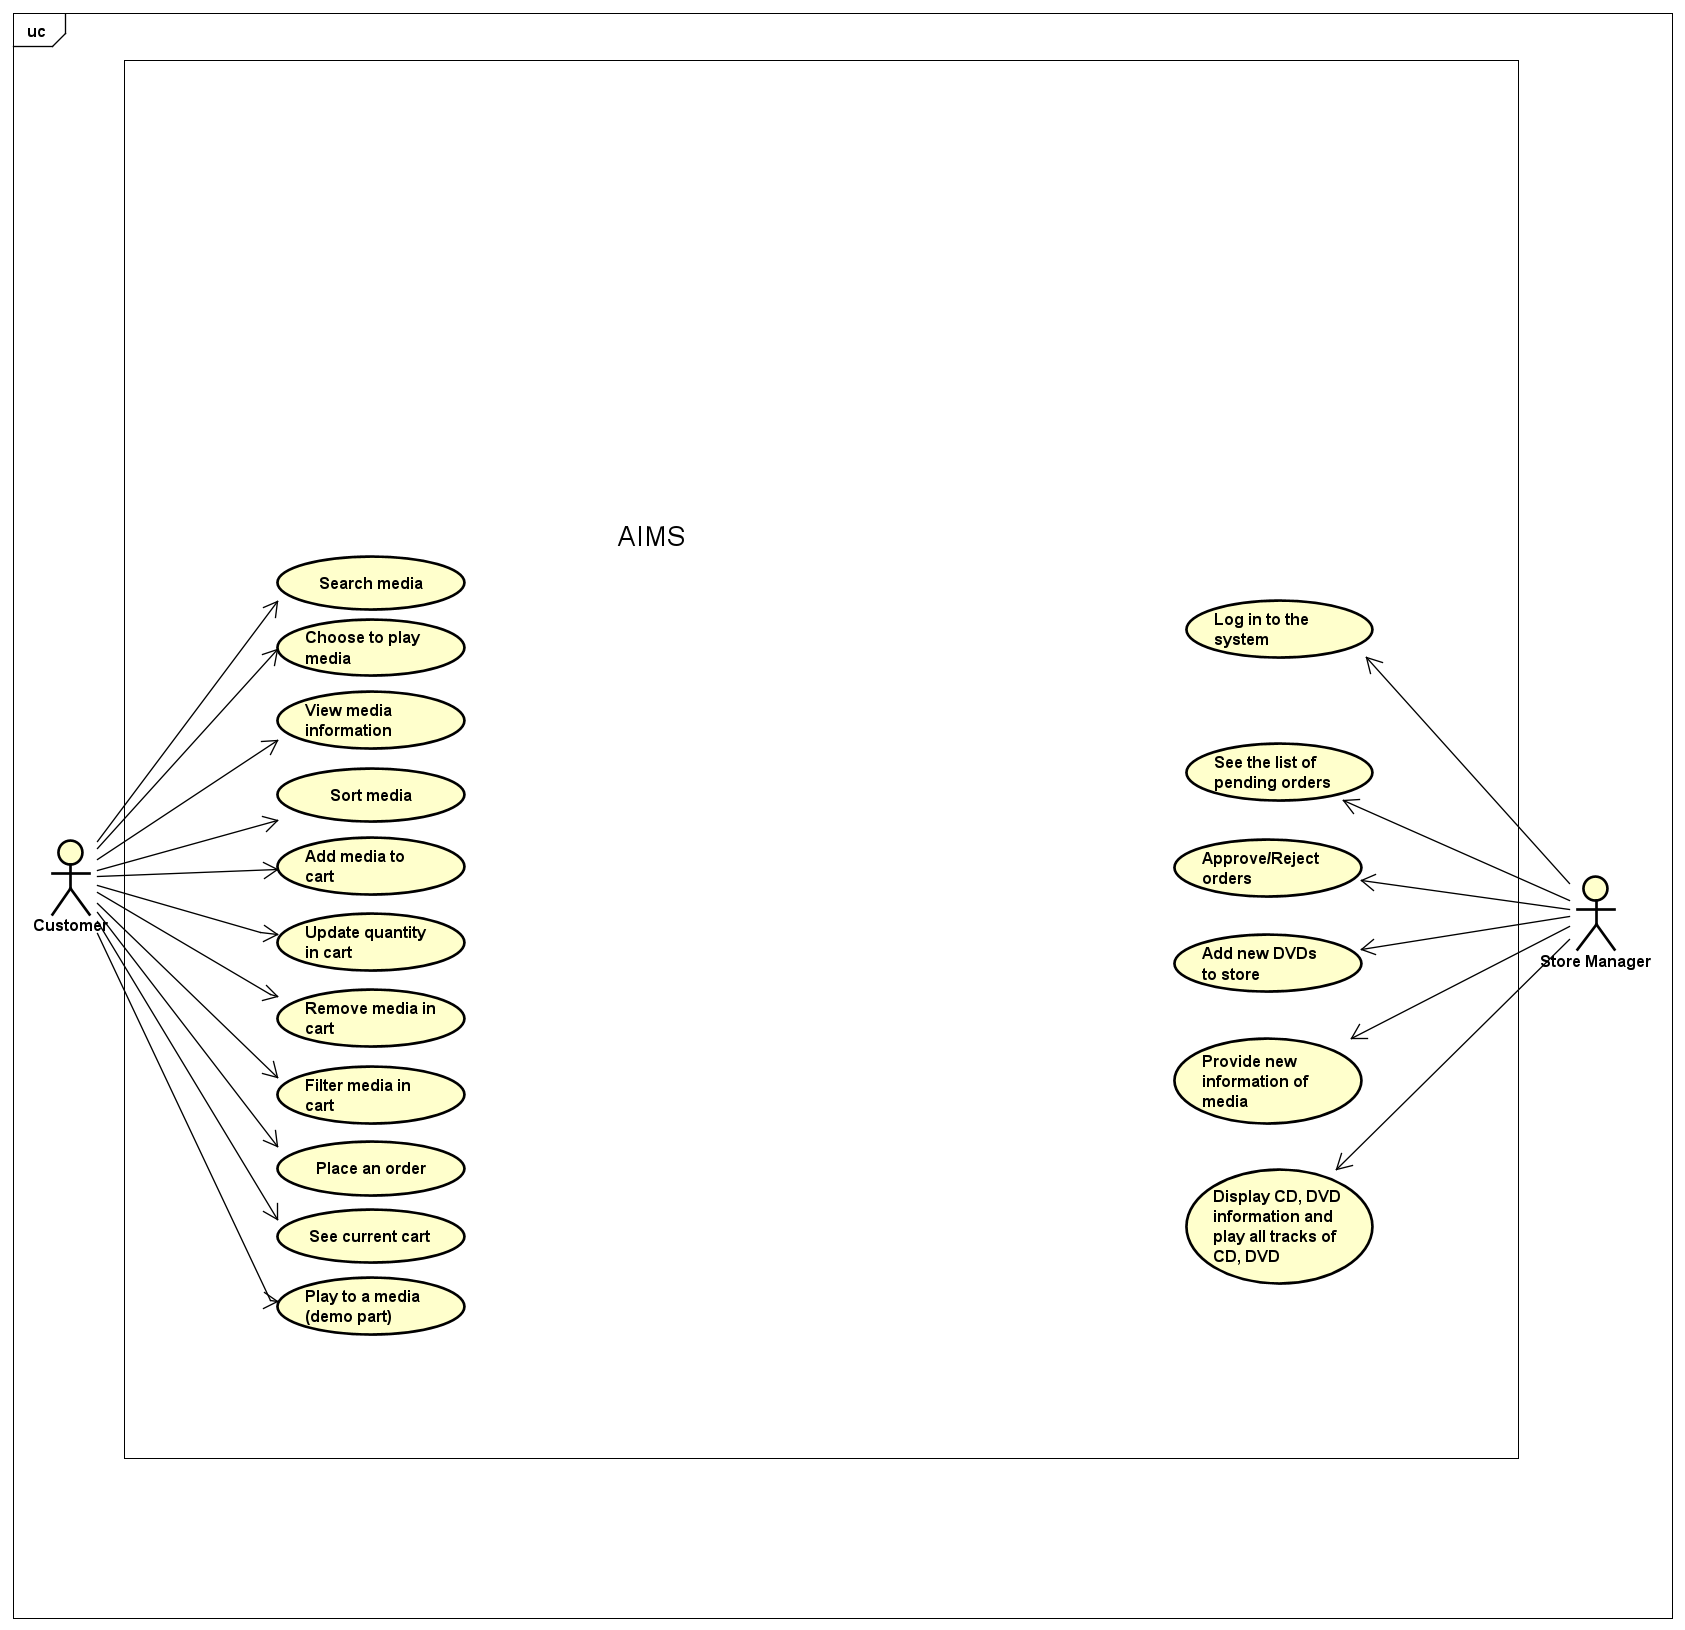 uc
AIMS
Search media
Choose to play
media
View media
information
Sort media
Add media to
cart
Update quantity
in cart
Remove media in
cart
Filter media in
cart
Place an order
See current cart
Play to a media
(demo part)
Customer
Log in to the
system
See the list of
pending orders
Approve/Reject
orders
Add new DVDs
to store
Provide new
information of
media
Display CD, DVD
information and
play all tracks of
CD, DVD
Store Manager